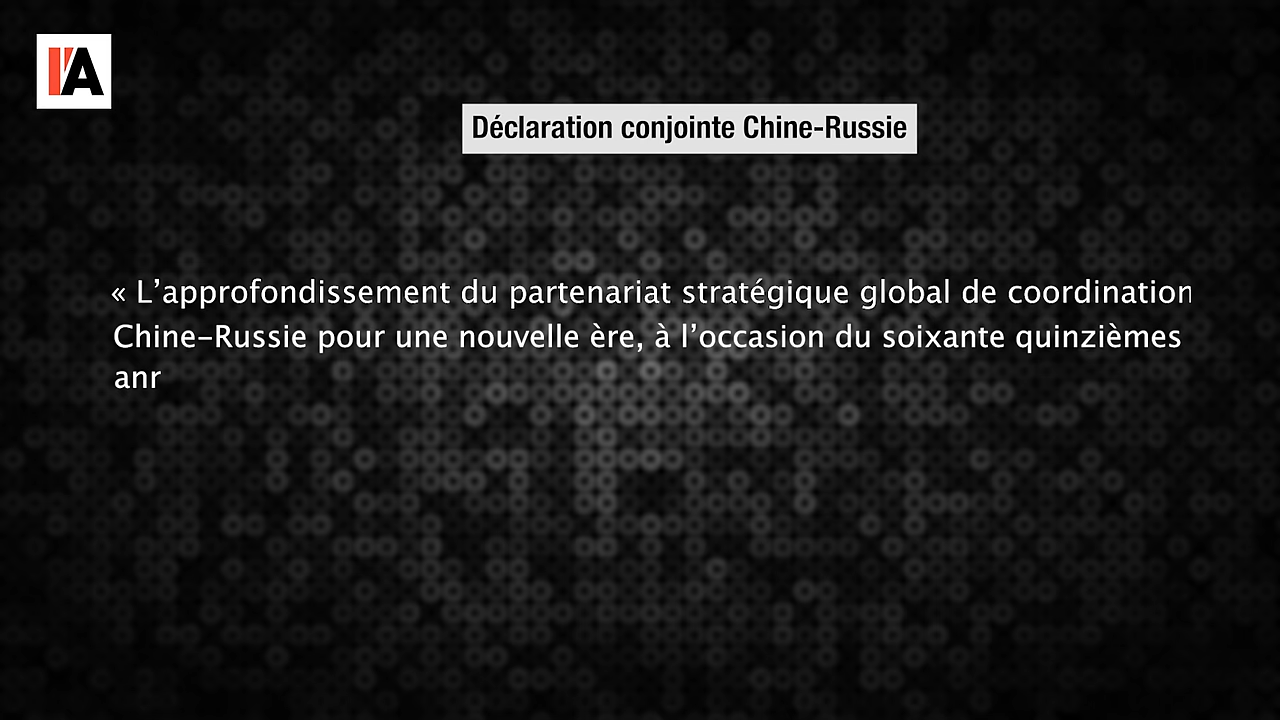 I'A
Déclaration conjointe Chine-Russie
« L’approfondissement du partenariat stratégique global de coordination
Chine–Russie pour une nouvelle ère, à l’occasion du soixante quinzièmes
anr